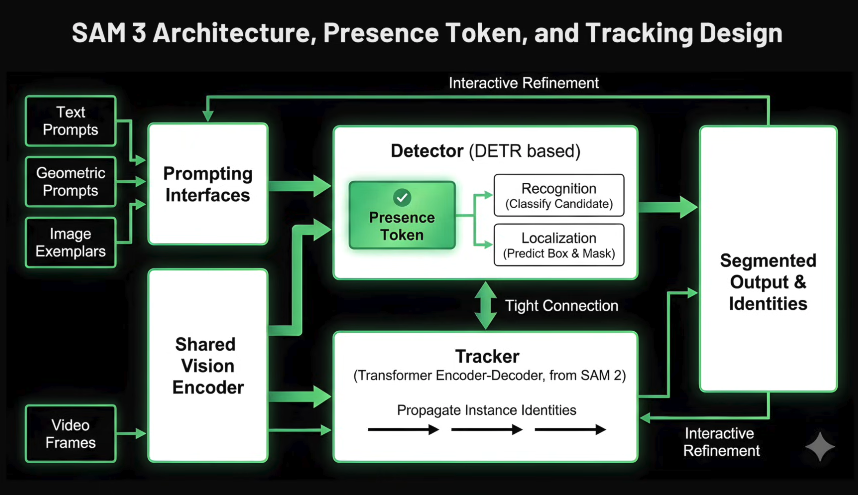 SAM 3 Architecture, Presence Token, and Tracking Design
Interactive Refinement
Text
Prompts
Geometric
Prompts
Image
Exemplars
Prompting
Interfaces
Detector (DETR based)
Presence
Token
Recognition
(Classify Candidate)
Localization
(Predict Box & Mask)
Segmented
Output &
Identities
Tight Connection
Shared
Vision
Encoder
Tracker
(Transformer Encoder-Decoder, from SAM 2)
Propagate Instance Identities
Video
Frames
Interactive
Refinement